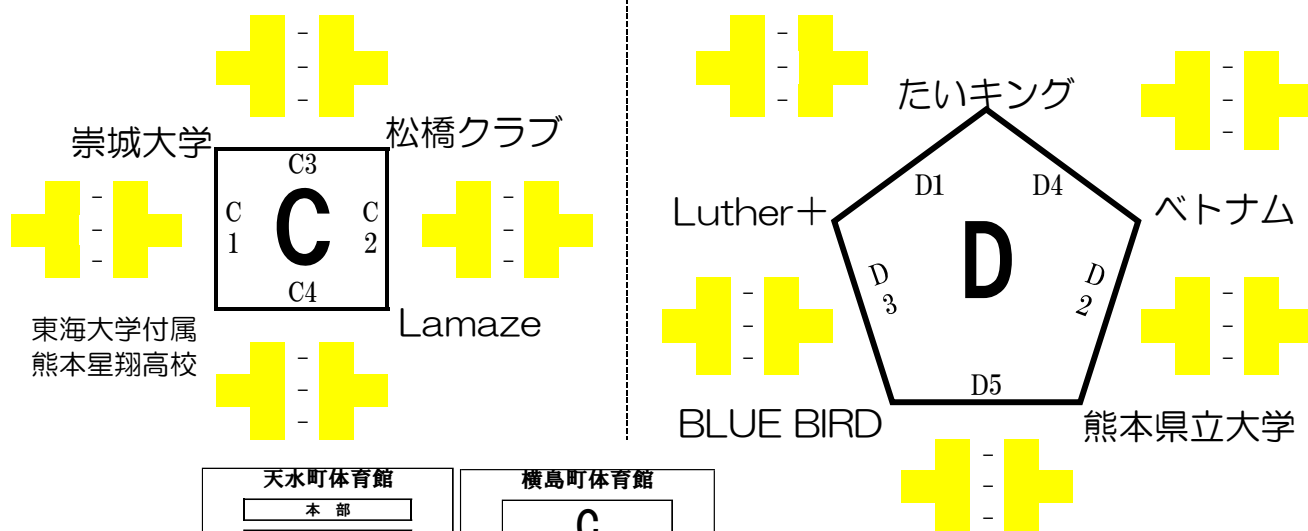 -
-
-
崇城大学
松橋クラブ
C3
-
-
-
C
1
C
C
2
-
-
-
C4
東海大学付属
熊本星翔高校
Lamaze
-
-
-
-
-
-
たいキング
-
-
-
D1
D4
Luther＋
ベトナム
D
D
3
D
2
-
-
-
-
-
-
D5
BLUE BIRD
熊本県立大学
-
-
-
天水町体育館
本 部
横島町体育館
C